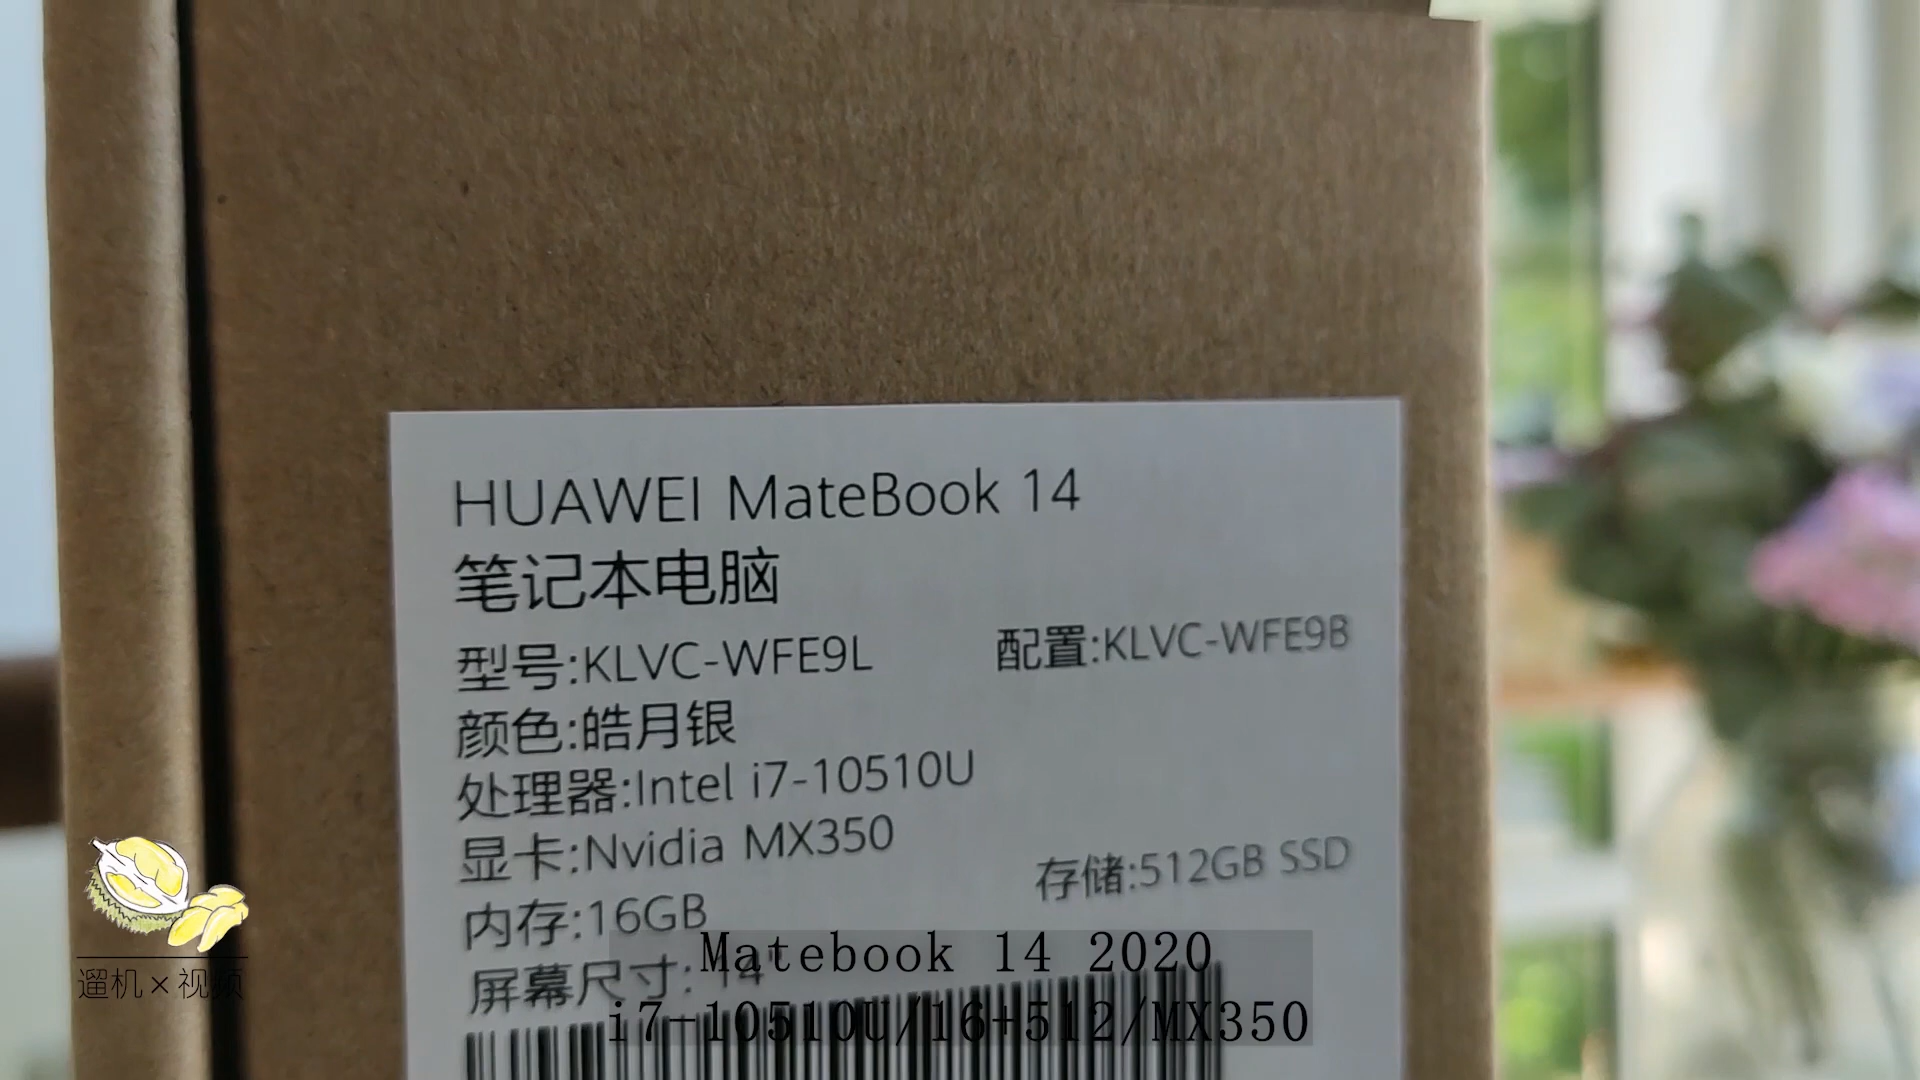 HUAWEI MateBook 14
笔记本电脑
型号:KLVC-WFE9L 配置:KLVC-WFE9B
颜色:皓月银
处理器:Intel i7-10510U
显卡:Nvidia MX350
内存:16GB 存储:512GB SSD
屏幕尺寸: 14"
Matebook 14 2020
i7-10510U/16+512/MX350
遛机×视频